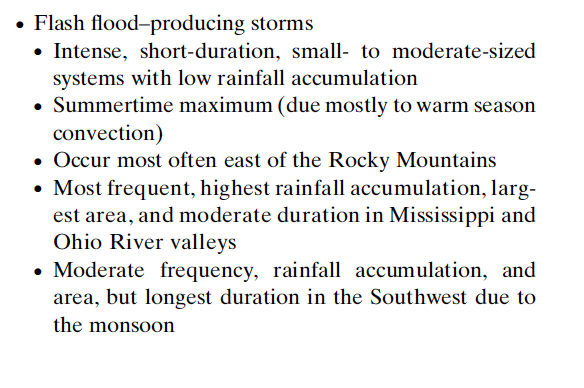 • Flash flood–producing storms
• Intense, short-duration, small- to moderate-sized
systems with low rainfall accumulation
• Summertime maximum (due mostly to warm season
convection)
• Occur most often east of the Rocky Mountains
• Most frequent, highest rainfall accumulation, larg-
est area, and moderate duration in Mississippi and
Ohio River valleys
• Moderate frequency, rainfall accumulation, and
area, but longest duration in the Southwest due to
the monsoon